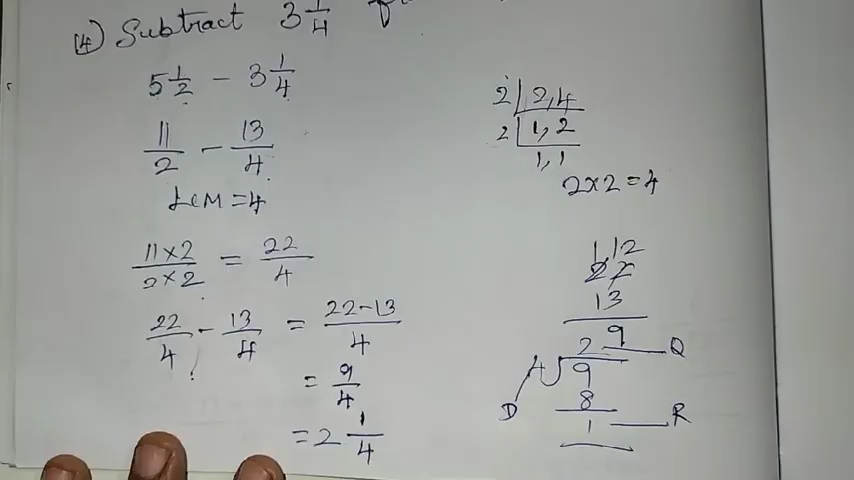 (4) Subtract 3 1/4
5 1/2 - 3 1/4
11/2 - 13/4
LCM = 4
11×2/2×2 = 22/4
22/4 - 13/4 = 22-13/4
= 9/4
= 2 1/4
2 | 2,4
2 | 1,2
1,1
2×2=4
1 12
22
13
9
2 Q
D 4 9
8
1 R